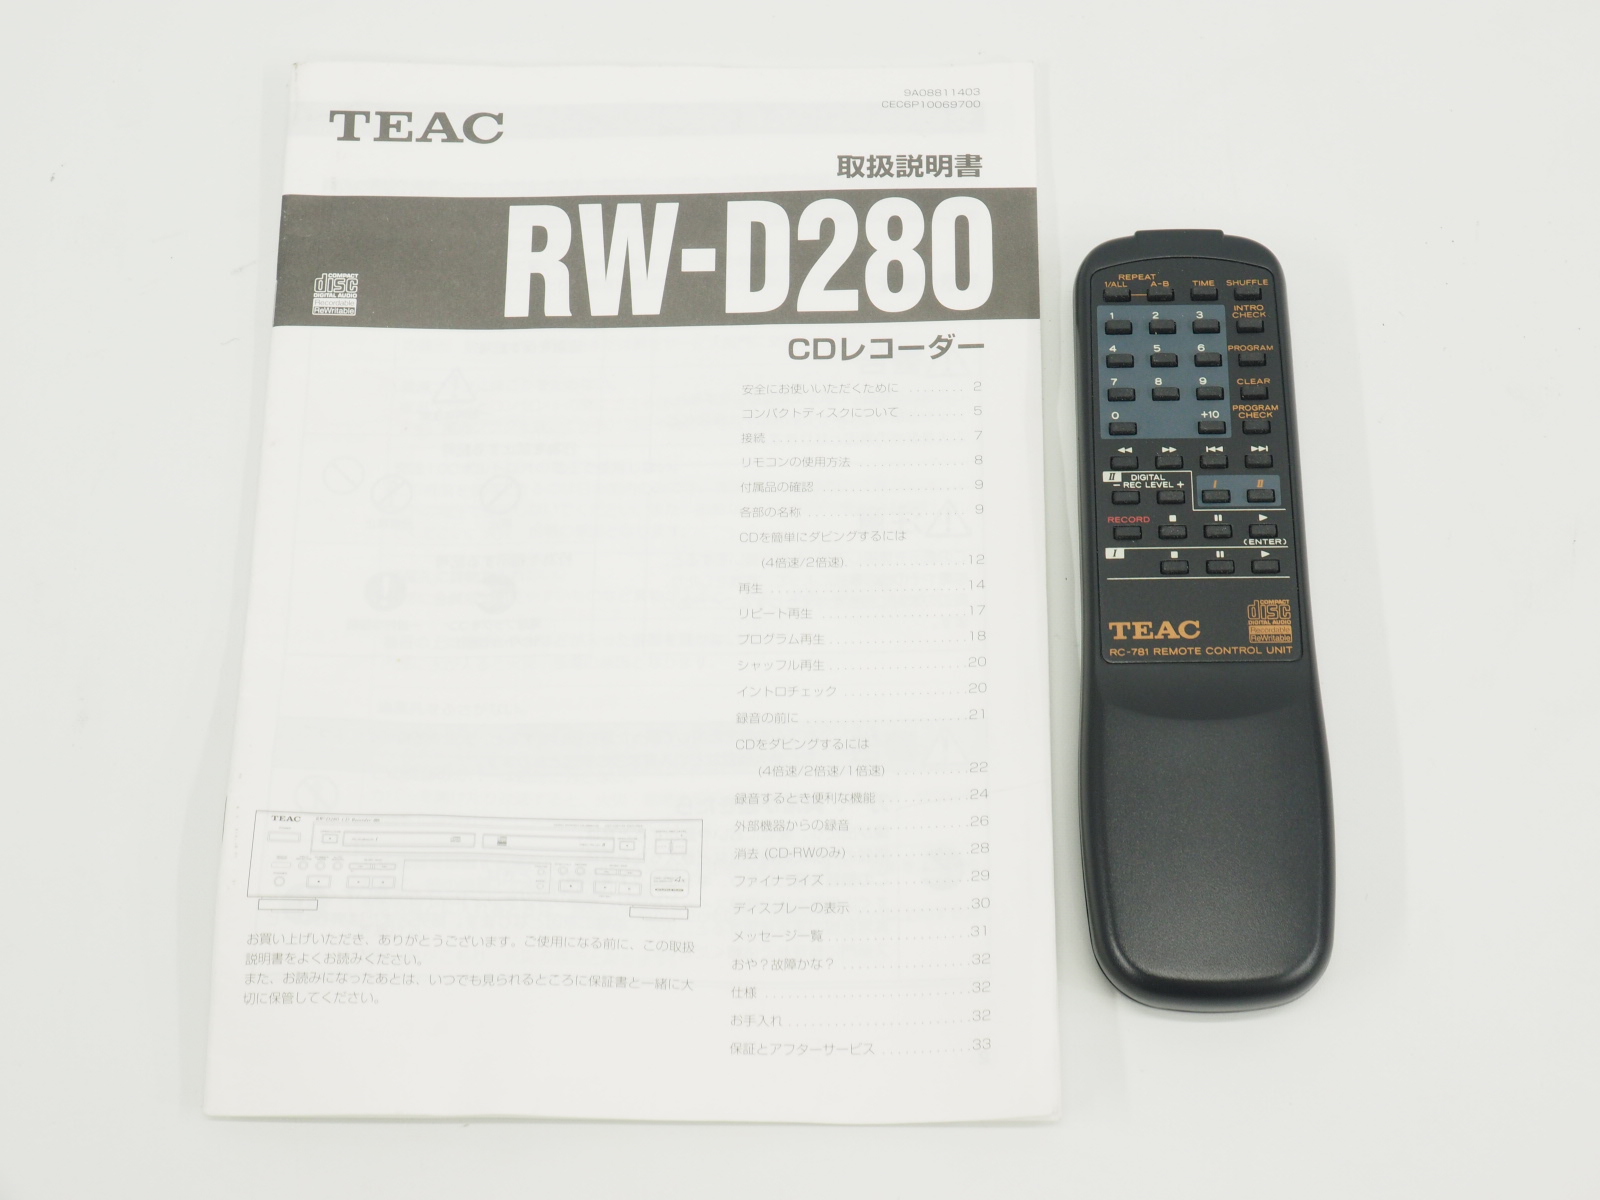 9A08811403
CEC6P10069700
TEAC
取扱説明書
RW-D280
COMPACT
disc
DIGITAL AUDIO
Recordable
ReWritable
CDレコーダー
安全にお使いいただくために ........ 2
コンパクトディスクについて ........ 5
接続 ........ 7
リモコンの使用方法 ........ 8
付属品の確認 ........ 9
各部の名称 ........ 9
CDを簡単にダビングするには
(4倍速/2倍速) ........ 12
再生 ........ 14
リピート再生 ........ 17
プログラム再生 ........ 18
シャッフル再生 ........ 20
イントロチェック ........ 20
録音の前に ........ 21
CDをダビングするには
(4倍速/2倍速/1倍速) ........ 22
録音するとき便利な機能 ........ 24
外部機器からの録音 ........ 26
消去 (CD-RWのみ) ........ 28
ファイナライズ ........ 29
ディスプレーの表示 ........ 30
メッセージ一覧 ........ 31
おや?故障かな? ........ 32
仕様 ........ 32
お手入れ ........ 32
保証とアフターサービス ........ 33
TEAC
お買い上げいただき、ありがとうございます。ご使用になる前に、この取扱
説明書をよくお読みください。
また、お読みになったあとは、いつでも見られるところに保証書と一緒に大
切に保管してください。
REPEAT
1/ALL A-B TIME SHUFFLE
INTRO
CHECK
1 2 3
4 5 6 PROGRAM
7 8 9 CLEAR
0 +10 PROGRAM
CHECK
II DIGITAL
- REC LEVEL +
I II
RECORD
(ENTER)
I
TEAC
COMPACT
disc
DIGITAL AUDIO
Recordable
ReWritable
RC-781 REMOTE CONTROL UNIT